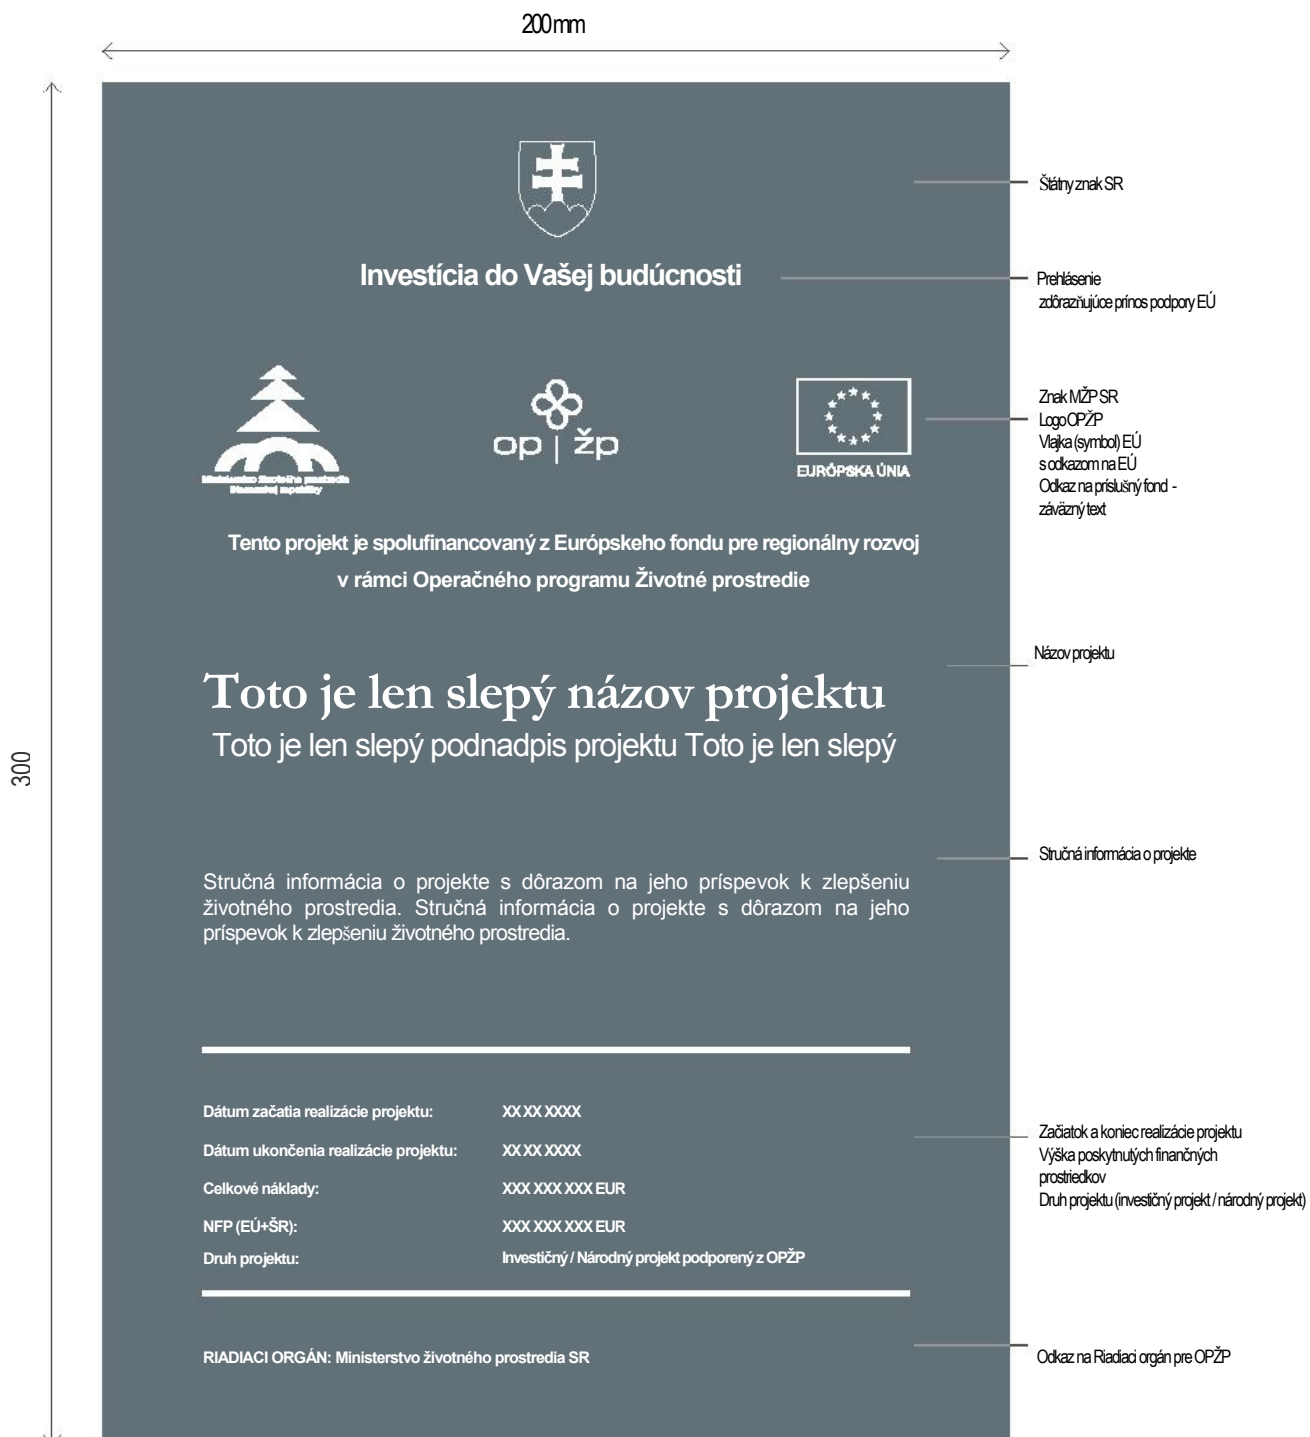 200mm
Štátny znak SR
Investícia do Vašej budúcnosti
Prehlásenie
zdôrazňujúce prínos podpory EÚ
Znak MŽP SR
Logo OPŽP
Vlajka (symbol) EÚ
s odkazom na EÚ
Odkaz na príslušný fond -
záväzný text
op | žp
EURÓPSKA ÚNIA
Ministerstvo životného prostredia
Slovenskej republiky
Tento projekt je spolufinancovaný z Európskeho fondu pre regionálny rozvoj
v rámci Operačného programu Životné prostredie
Názov projektu
Toto je len slepý názov projektu
Toto je len slepý podnadpis projektu Toto je len slepý
300
Stručná informácia o projekte
Stručná informácia o projekte s dôrazom na jeho príspevok k zlepšeniu
životného prostredia. Stručná informácia o projekte s dôrazom na jeho
príspevok k zlepšeniu životného prostredia.
Dátum začatia realizácie projektu: XX XX XXXX
Dátum ukončenia realizácie projektu: XX XX XXXX
Celkové náklady: XXX XXX XXX EUR
NFP (EÚ+ŠR): XXX XXX XXX EUR
Druh projektu: Investičný / Národný projekt podporený z OPŽP
Začiatok a koniec realizácie projektu
Výška poskytnutých finančných
prostriedkov
Druh projektu (investičný projekt / národný projekt)
RIADIACI ORGÁN: Ministerstvo životného prostredia SR
Odkaz na Riadiaci orgán pre OPŽP